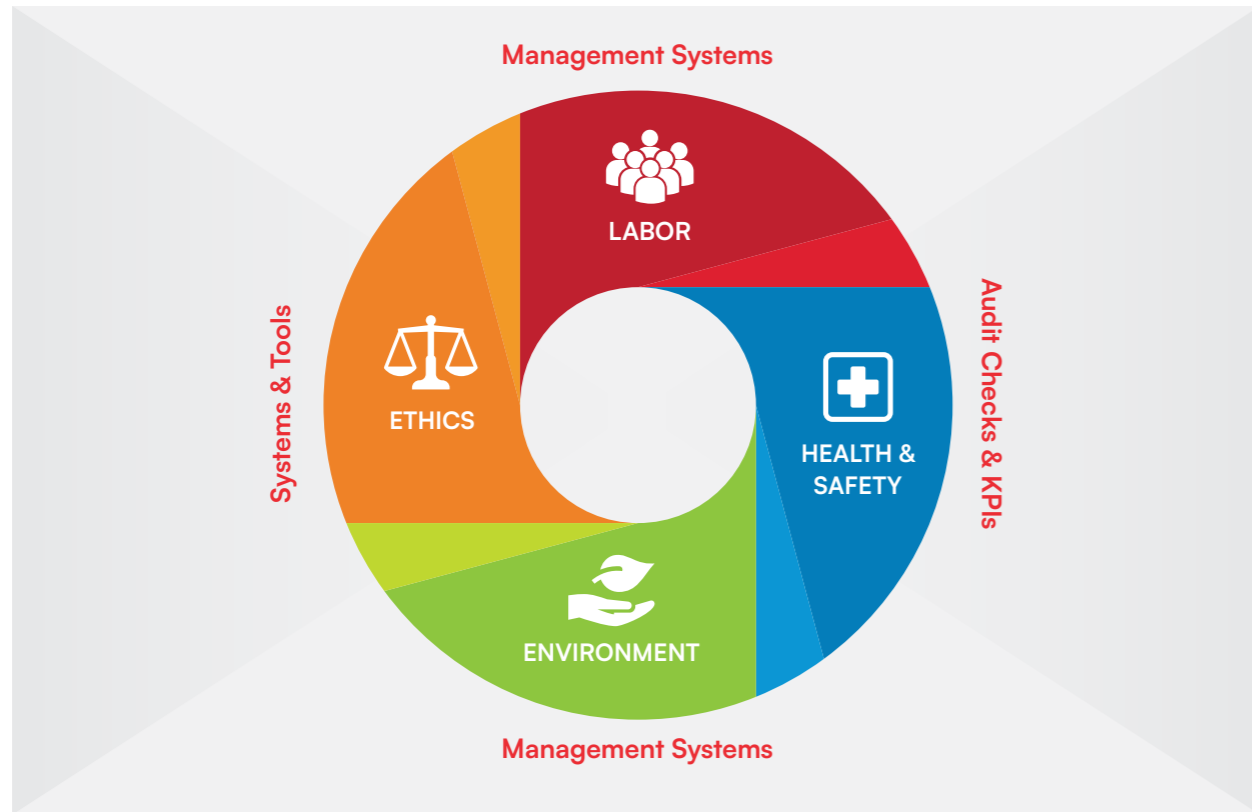 Management Systems
LABOR
Systems & Tools
ETHICS
HEALTH &
SAFETY
Audit Checks & KPIs
ENVIRONMENT
Management Systems